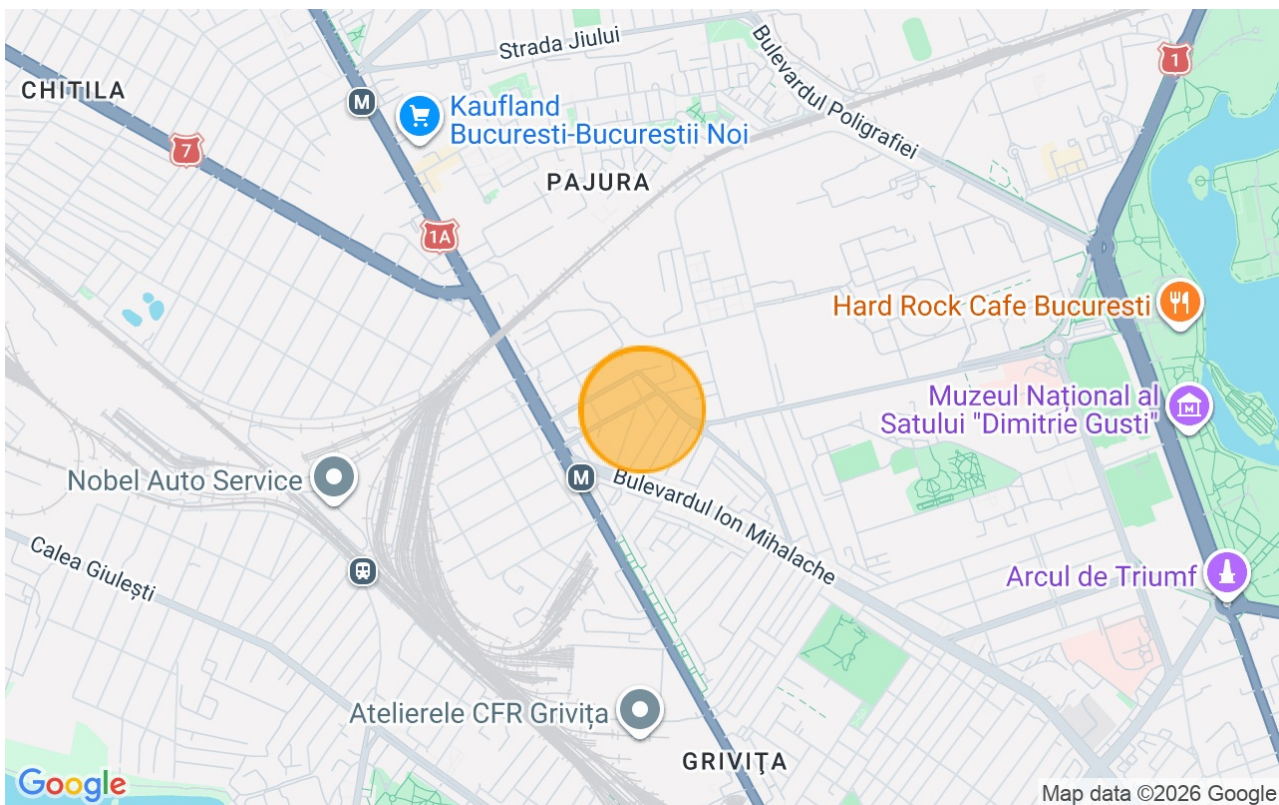 Strada Jiului
Bulevardul Poligrafiei
1
CHITILA
M
Kaufland
Bucuresti-Bucurestii Noi
7
PAJURA
1A
Hard Rock Cafe Bucuresti
Muzeul Național al
Satului "Dimitrie Gusti"
M
Nobel Auto Service
M
Bulevardul Ion Mihalache
Calea Giulești
Arcul de Triumf
Atelierele CFR Grivița
GRIVIŢA
Google
Map data ©2026 Google